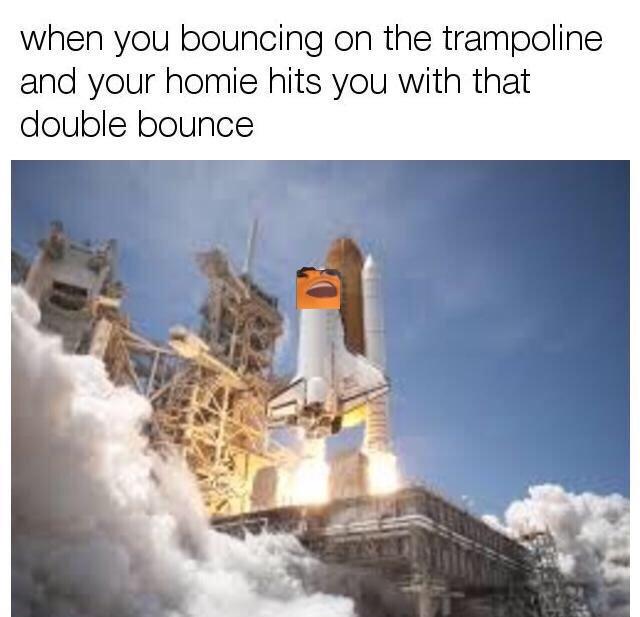 when you bouncing on the trampoline
and your homie hits you with that
double bounce